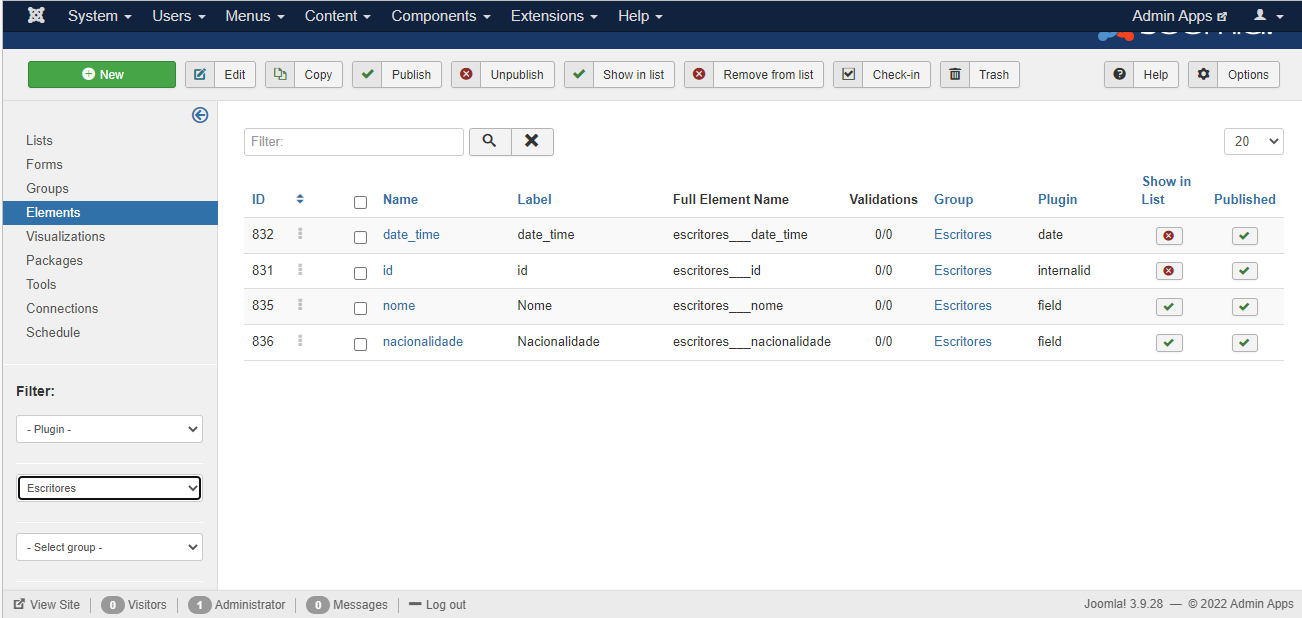 System Users Menus Content Components Extensions Help Admin Apps
New Edit Copy Publish Unpublish Show in list Remove from list Check-in Trash Help Options
Lists
Forms
Groups
Elements
Visualizations
Packages
Tools
Connections
Schedule
Filter:
- Plugin -
Escritores
- Select group -
Filter:
20
ID Name Label Full Element Name Validations Group Plugin Show in List Published
832 date_time date_time escritores___date_time 0/0 Escritores date
831 id id escritores___id 0/0 Escritores internalid
835 nome Nome escritores___nome 0/0 Escritores field
836 nacionalidade Nacionalidade escritores___nacionalidade 0/0 Escritores field
View Site 0 Visitors 1 Administrator 0 Messages Log out Joomla! 3.9.28 — © 2022 Admin Apps